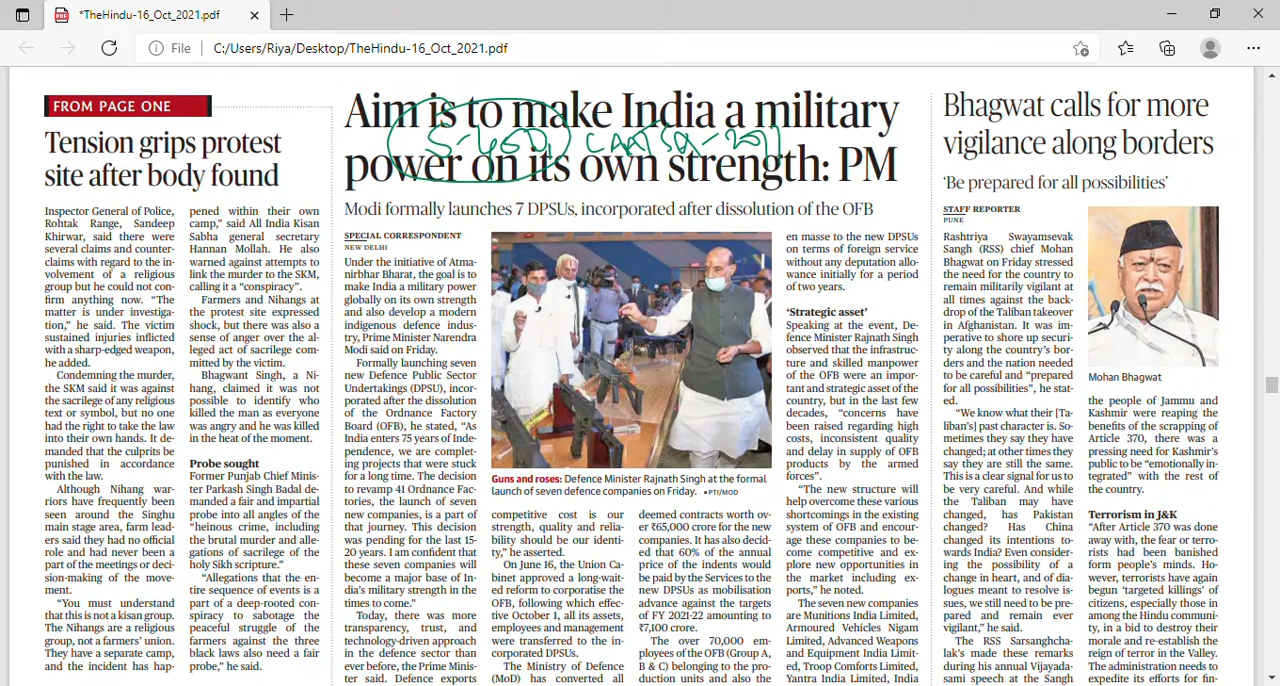 *TheHindu-16_Oct_2021.pdf
File
C:/Users/Riya/Desktop/TheHindu-16_Oct_2021.pdf
FROM PAGE ONE
Tension grips protest
site after body found
Inspector General of Police,
Rohtak Range, Sandeep
Khirwar, said there were
several claims and counter-
claims with regard to the in-
volvement of a religious
group but he could not con-
firm anything now. “The
matter is under investiga-
tion,” he said. The victim
sustained injuries inflicted
with a sharp-edged weapon,
he added.
Condemning the murder,
the SKM said it was against
the sacrilege of any religious
text or symbol, but no one
had the right to take the law
into their own hands. It de-
manded that the culprits be
punished in accordance
with the law.
Although Nihang war-
riors have frequently been
seen around the Singhu
main stage area, farm lead-
ers said they had no official
role and had never been a
part of the meetings or deci-
sion-making of the move-
ment.
“You must understand
that this is not a kisan group.
The Nihangs are a religious
group, not a farmers’ union.
They have a separate camp,
and the incident has hap-
pened within their own
camp,” said All India Kisan
Sabha general secretary
Hannan Mollah. He also
warned against attempts to
link the murder to the SKM,
calling it a “conspiracy”.
Farmers and Nihangs at
the protest site expressed
shock, but there was also a
sense of anger over the al-
leged act of sacrilege com-
mitted by the victim.
Bhagwant Singh, a Ni-
hang, claimed it was not
possible to identify who
killed the man as everyone
was angry and he was killed
in the heat of the moment.
Probe sought
Former Punjab Chief Minis-
ter Parkash Singh Badal de-
manded a fair and impartial
probe into all angles of the
“heinous crime, including
the brutal murder and alle-
gations of sacrilege of the
holy Sikh scripture.”
“Allegations that the en-
tire sequence of events is a
part of a deep-rooted con-
spiracy to sabotage the
peaceful struggle of the
farmers against the three
black laws also need a fair
probe,” he said.
Aim is to make India a military
power on its own strength: PM
S-400, CAATSA-2017
Modi formally launches 7 DPSUs, incorporated after dissolution of the OFB
SPECIAL CORRESPONDENT
NEW DELHI
Under the initiative of Atma-
nirbhar Bharat, the goal is to
make India a military power
globally on its own strength
and also develop a modern
indigenous defence indus-
try, Prime Minister Narendra
Modi said on Friday.
Formally launching seven
new Defence Public Sector
Undertakings (DPSU), incor-
porated after the dissolution
of the Ordnance Factory
Board (OFB), he stated, “As
India enters 75 years of Inde-
pendence, we are complet-
ing projects that were stuck
for a long time. The decision
to revamp 41 Ordnance Fac-
tories, the launch of seven
new companies, is a part of
that journey. This decision
was pending for the last 15-
20 years. I am confident that
these seven companies will
become a major base of In-
dia’s military strength in the
times to come.”
Today, there was more
transparency, trust, and
technology-driven approach
in the defence sector than
ever before, the Prime Minis-
ter said. Defence exports
Guns and roses: Defence Minister Rajnath Singh at the formal
launch of seven defence companies on Friday. ▪PTI/MOD
competitive cost is our
strength, quality and relia-
bility should be our identi-
ty,” he asserted.
On June 16, the Union Ca-
binet approved a long-wait-
ed reform to corporatise the
OFB, following which effec-
tive October 1, all its assets,
employees and management
were transferred to the in-
corporated DPSUs.
The Ministry of Defence
(MoD) has converted all
deemed contracts worth ov-
er ₹65,000 crore for the new
companies. It has also decid-
ed that 60% of the annual
price of the indents would
be paid by the Services to the
new DPSUs as mobilisation
advance against the targets
of FY 2021-22 amounting to
₹7,100 crore.
The over 70,000 em-
ployees of the OFB (Group A,
B & C) belonging to the pro-
duction units and also the
en masse to the new DPSUs
on terms of foreign service
without any deputation allo-
wance initially for a period
of two years.
‘Strategic asset’
Speaking at the event, De-
fence Minister Rajnath Singh
observed that the infrastruc-
ture and skilled manpower
of the OFB were an impor-
tant and strategic asset of the
country, but in the last few
decades, “concerns have
been raised regarding high
costs, inconsistent quality
and delay in supply of OFB
products by the armed
forces”.
“The new structure will
help overcome these various
shortcomings in the existing
system of OFB and encour-
age these companies to be-
come competitive and ex-
plore new opportunities in
the market including ex-
ports,” he noted.
The seven new companies
are Munitions India Limited,
Armoured Vehicles Nigam
Limited, Advanced Weapons
and Equipment India Limit-
ed, Troop Comforts Limited,
Yantra India Limited, India
Bhagwat calls for more
vigilance along borders
‘Be prepared for all possibilities’
STAFF REPORTER
PUNE
Rashtriya Swayamsevak
Sangh (RSS) chief Mohan
Bhagwat on Friday stressed
the need for the country to
remain militarily vigilant at
all times against the back-
drop of the Taliban takeover
in Afghanistan. It was im-
perative to shore up securi-
ty along the country’s bor-
ders and the nation needed
to be careful and “prepared
for all possibilities”, he stat-
ed.
“We know what their [Ta-
liban’s] past character is. So-
metimes they say they have
changed; at other times they
say they are still the same.
This is a clear signal for us to
be very careful. And while
the Taliban may have
changed, has Pakistan
changed? Has China
changed its intentions to-
wards India? Even consider-
ing the possibility of a
change in heart, and of dia-
logues meant to resolve is-
sues, we still need to be pre-
pared and remain ever
vigilant,” he said.
The RSS Sarsanghcha-
lak’s made these remarks
during his annual Vijayada-
sami speech at the Sangh
Mohan Bhagwat
the people of Jammu and
Kashmir were reaping the
benefits of the scrapping of
Article 370, there was a
pressing need for Kashmir’s
public to be “emotionally in-
tegrated” with the rest of
the country.
Terrorism in J&K
“After Article 370 was done
away with, the fear or terro-
rists had been banished
form people’s minds. Ho-
wever, terrorists have again
begun ‘targeted killings’ of
citizens, especially those in
among the Hindu communi-
ty, in a bid to destroy their
morale and re-establish the
reign of terror in the Valley.
The administration needs to
expedite its efforts for fin-